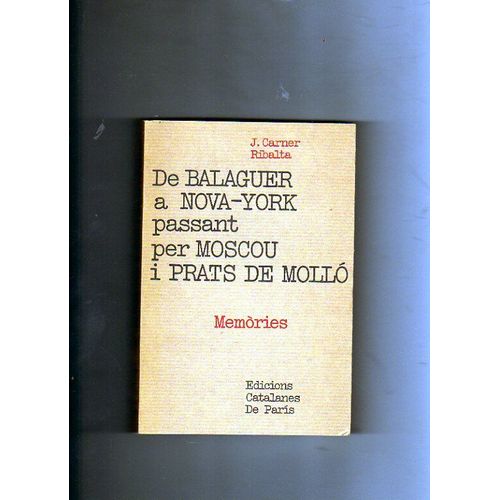 J. Carner
Ribalta
De BALAGUER
a NOVA-YORK
passant
per MOSCOU
i PRATS DE MOLLÓ
Memòries
Edicions
Catalanes
De París